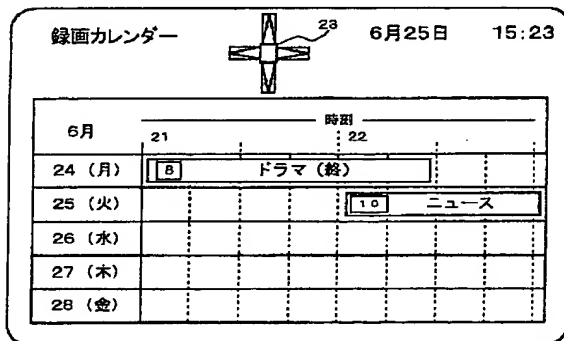 録画カレンダー 23 6月25日 15:23
時刻
6月 21 22
24 (月) 8 ドラマ (終)
25 (火) 10 ニュース
26 (水)
27 (木)
28 (金)